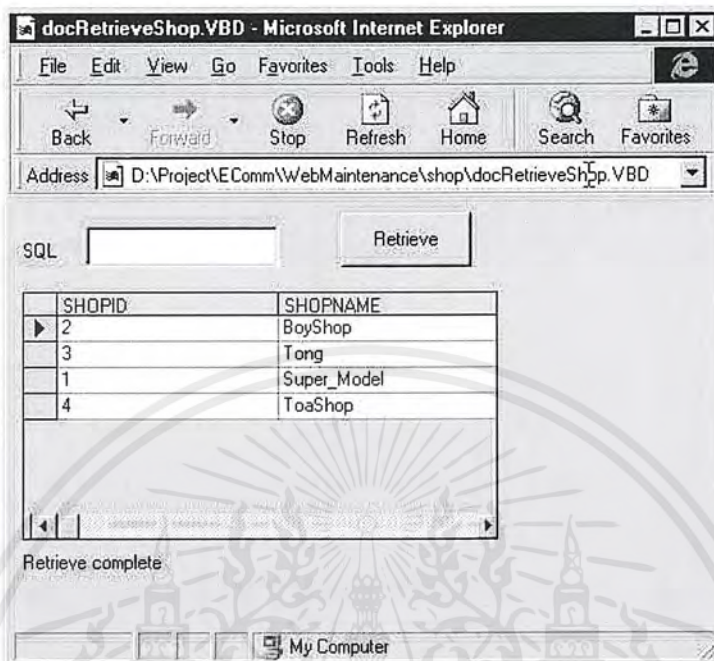 docRetrieveShop.VBD - Microsoft Internet Explorer
File Edit View Go Favorites Tools Help
Back Forward Stop Refresh Home Search Favorites
Address D:\Project\EComm\WebMaintenance\shop\docRetrieveShop.VBD
SQL Retrieve
SHOPID SHOPNAME
2 BoyShop
3 Tong
1 Super_Model
4 ToaShop
Retrieve complete
My Computer